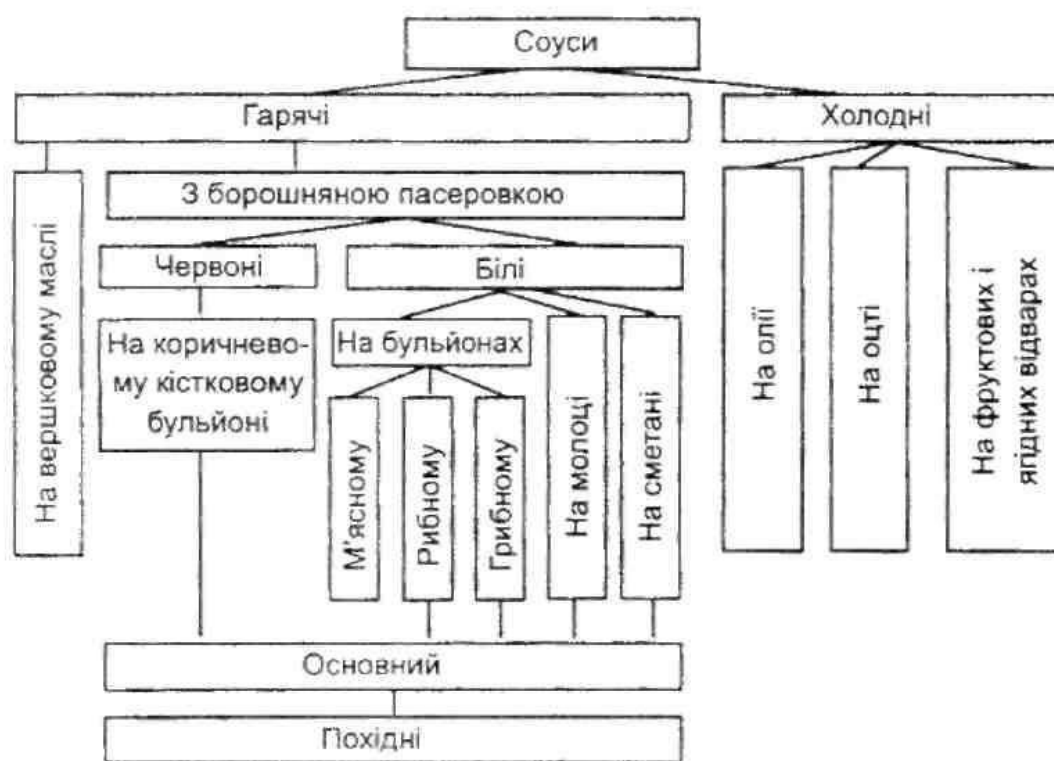 Соуси
Гарячі
Холодні
На вершковому маслі
З борошняною пасеровкою
Червоні
Білі
На коричнево-
му кістковому
бульйоні
На бульйонах
М'ясному
Рибному
Грибному
На молоці
На сметані
На олії
На оцті
На фруктових і
ягідних відварах
Основний
Похідні